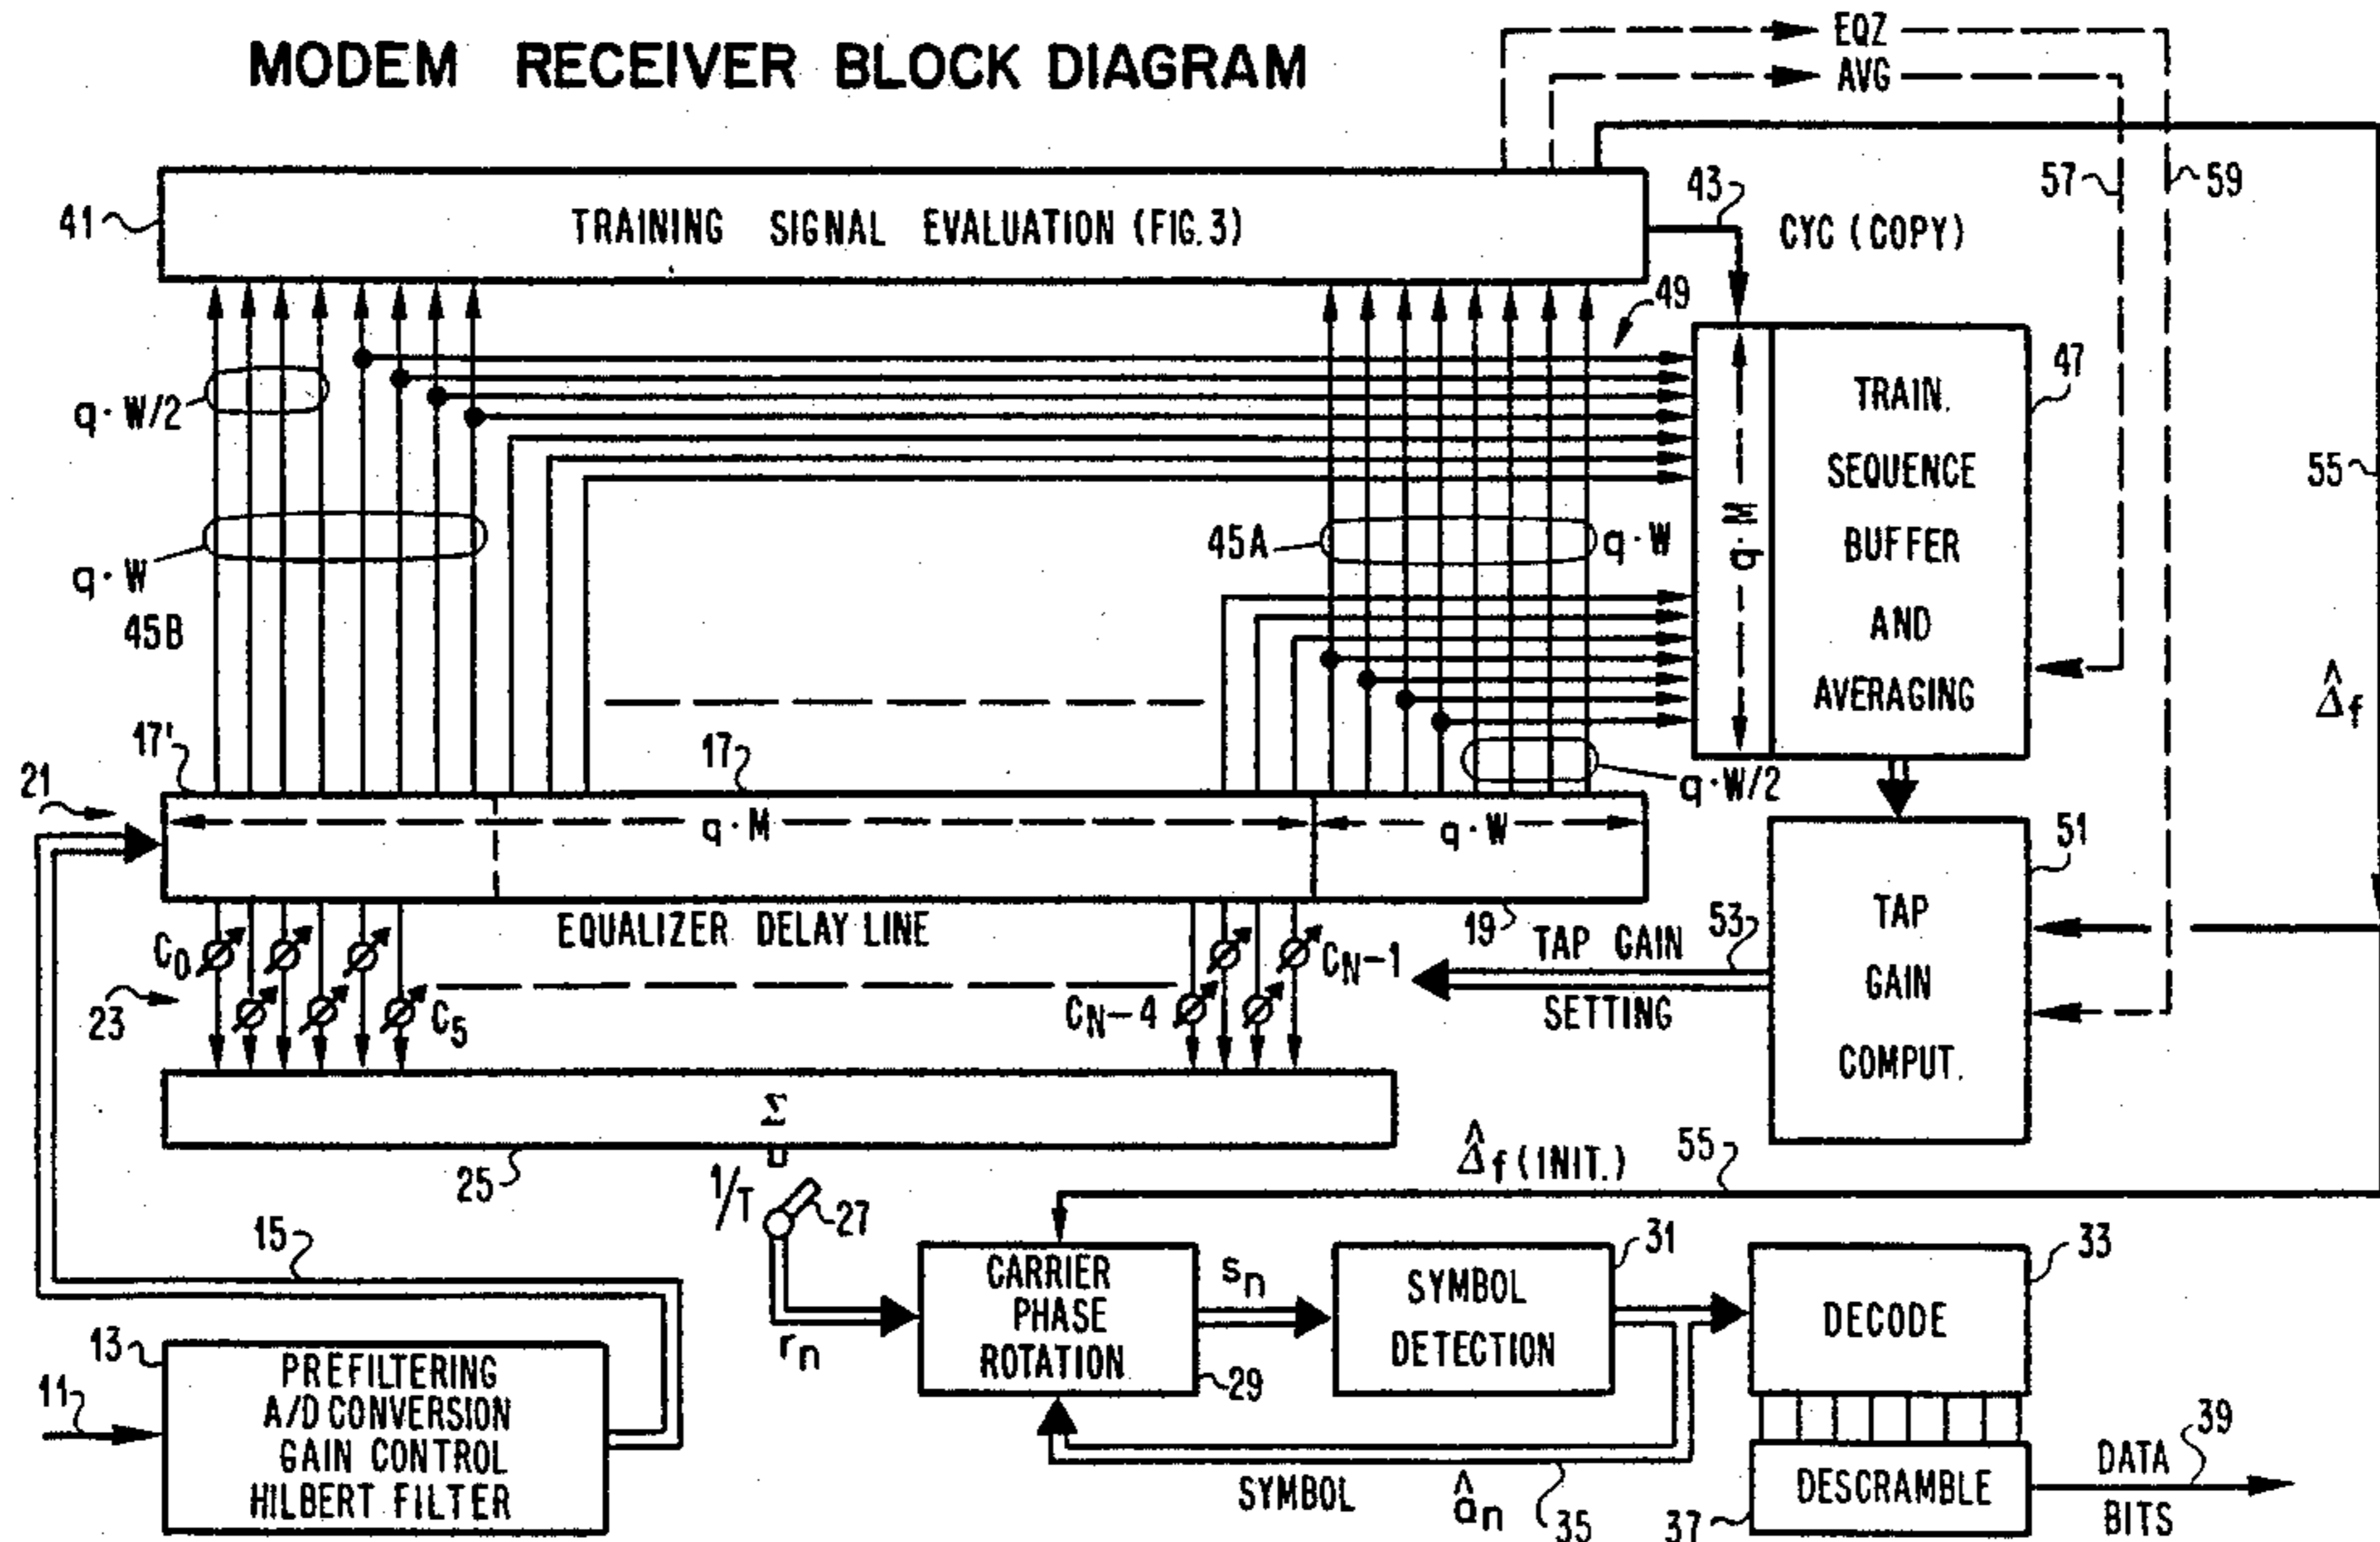 MODEM RECEIVER BLOCK DIAGRAM
EQZ
AVG
41
TRAINING SIGNAL EVALUATION (FIG. 3)
43
CYC (COPY)
57
59
49
q·W/2
q·W
45B
45A
q·W
q·M
TRAIN.
SEQUENCE
BUFFER
AND
AVERAGING
47
55
Δ̂f
17'
17
21
q·M
q·W
q·W/2
EQUALIZER DELAY LINE
19
C0
C5
CN-4
CN-1
23
TAP GAIN
SETTING
53
TAP
GAIN
COMPUT.
51
Σ
25
1/T
27
Δ̂f (INIT.)
55
15
rn
CARRIER
PHASE
ROTATION
29
sn
SYMBOL
DETECTION
31
DECODE
33
13
11
PREFILTERING
A/D CONVERSION
GAIN CONTROL
HILBERT FILTER
SYMBOL
ân
35
37
DESCRAMBLE
DATA
BITS
39